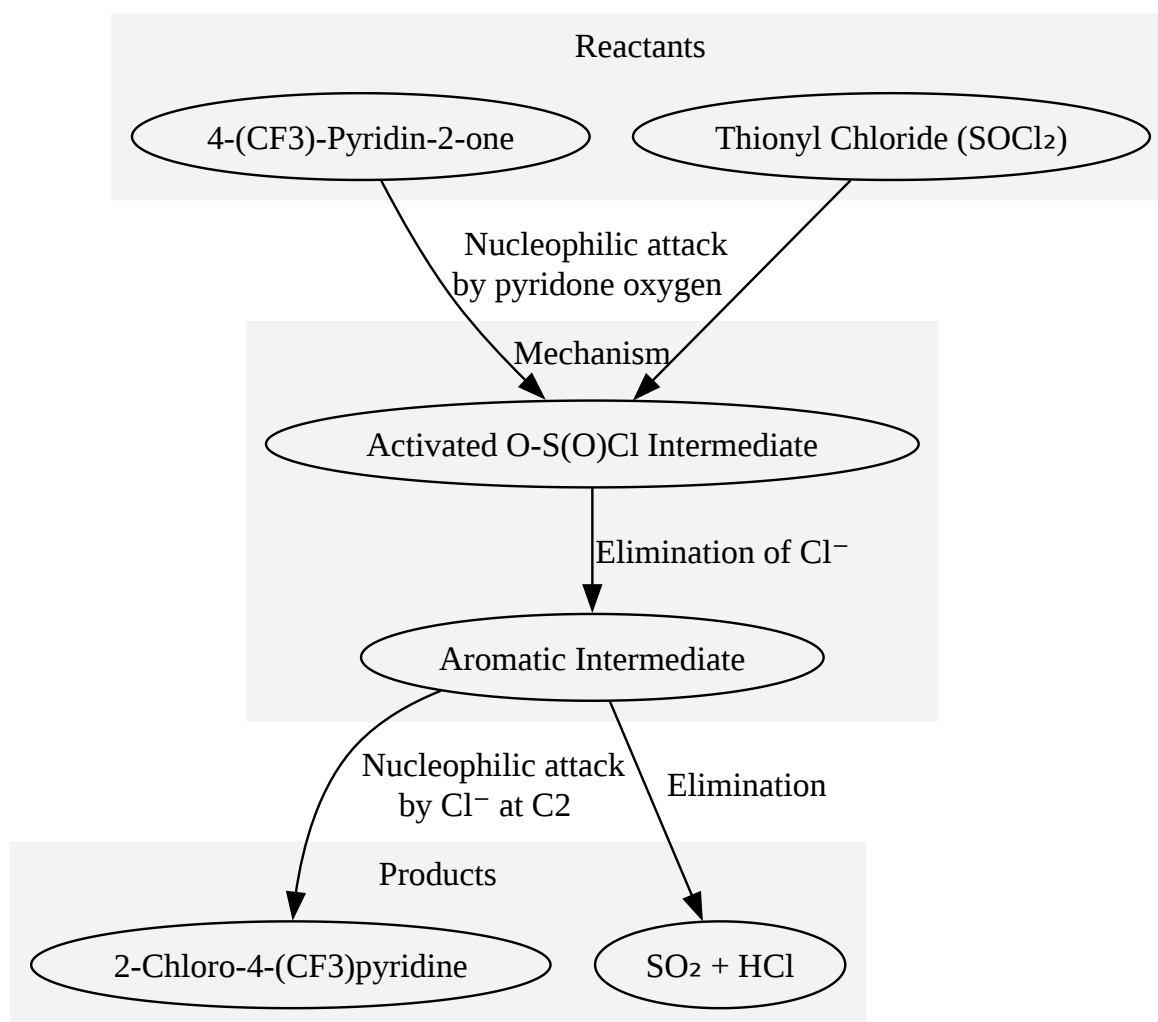 Reactants
4-(CF3)-Pyridin-2-one
Thionyl Chloride (SOCl₂)
Nucleophilic attack
by pyridone oxygen
Mechanism
Activated O-S(O)Cl Intermediate
Elimination of Cl⁻
Aromatic Intermediate
Nucleophilic attack
by Cl⁻ at C2
Elimination
Products
2-Chloro-4-(CF3)pyridine
SO₂ + HCl